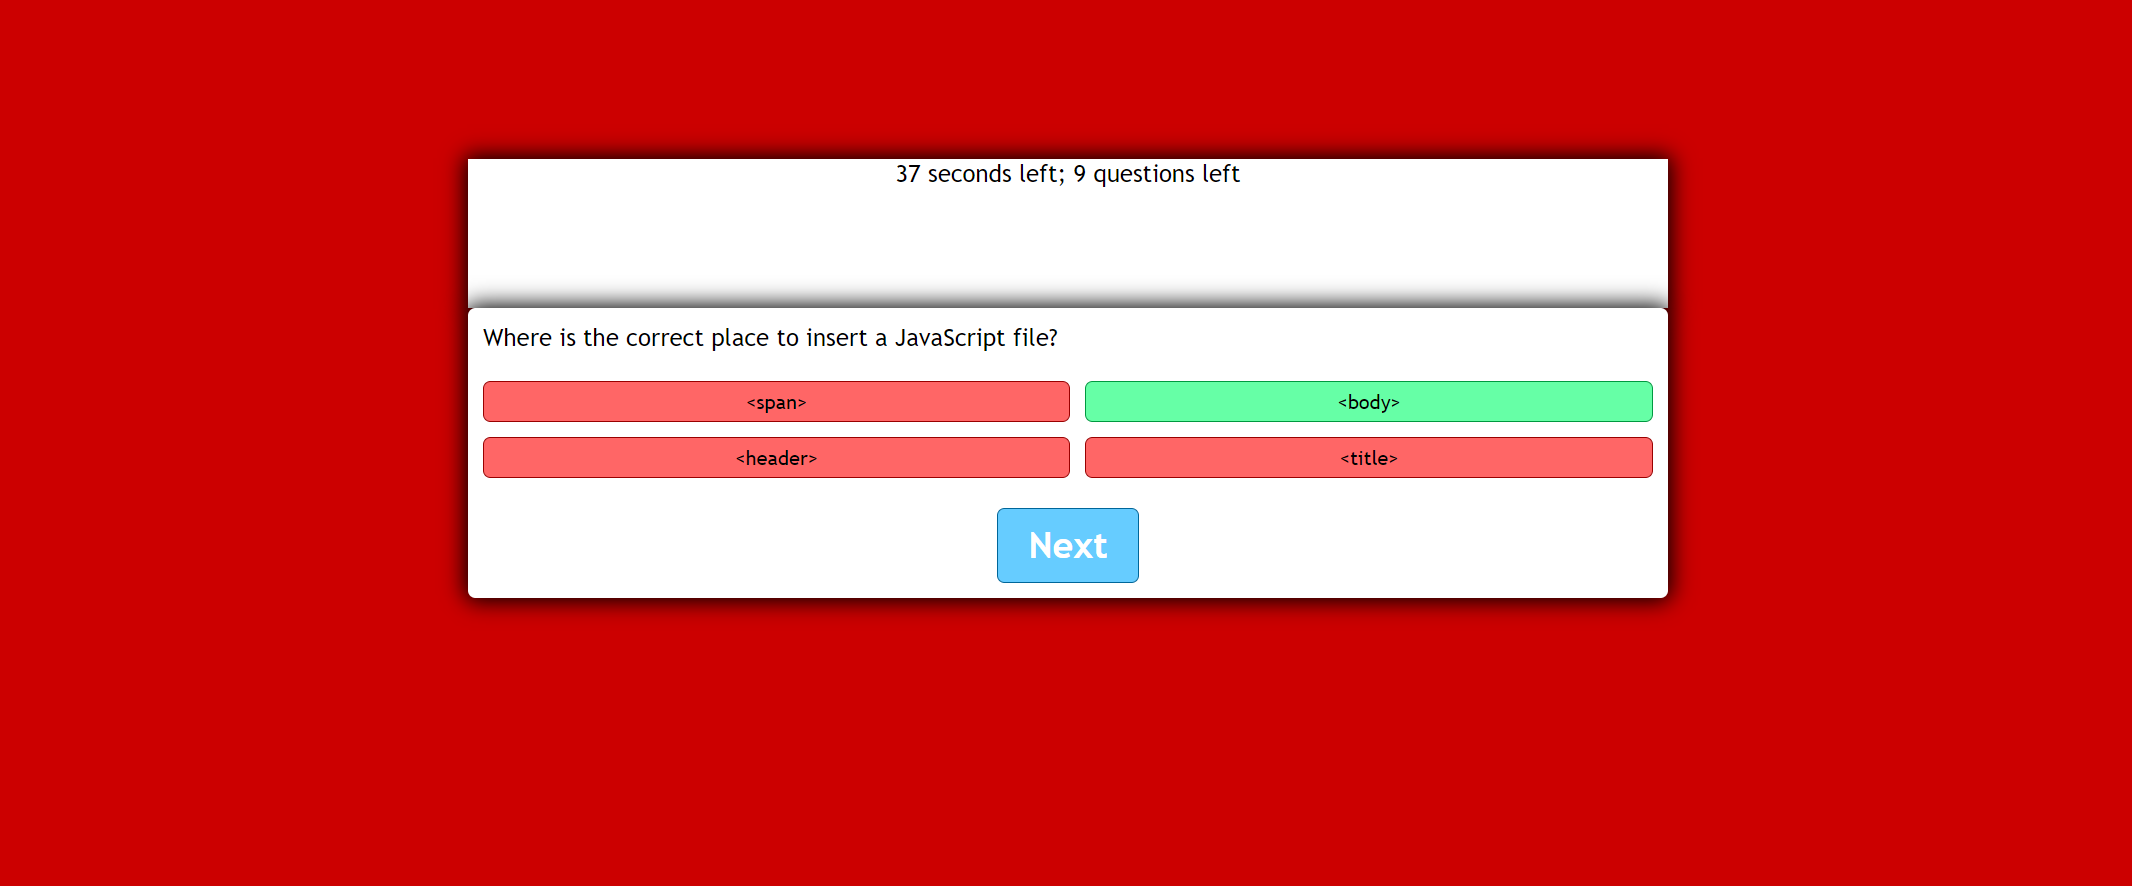 37 seconds left; 9 questions left
Where is the correct place to insert a JavaScript file?
<span>
<body>
<header>
<title>
Next